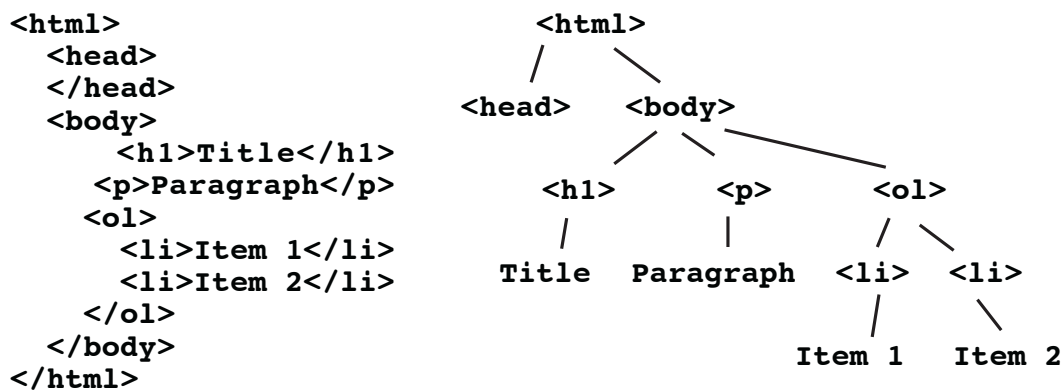 <html>
<head>
</head>
<body>
<h1>Title</h1>
<p>Paragraph</p>
<ol>
<li>Item 1</li>
<li>Item 2</li>
</ol>
</body>
</html>
<html>
<head> <body>
<h1> <p> <ol>
Title Paragraph <li> <li>
Item 1 Item 2